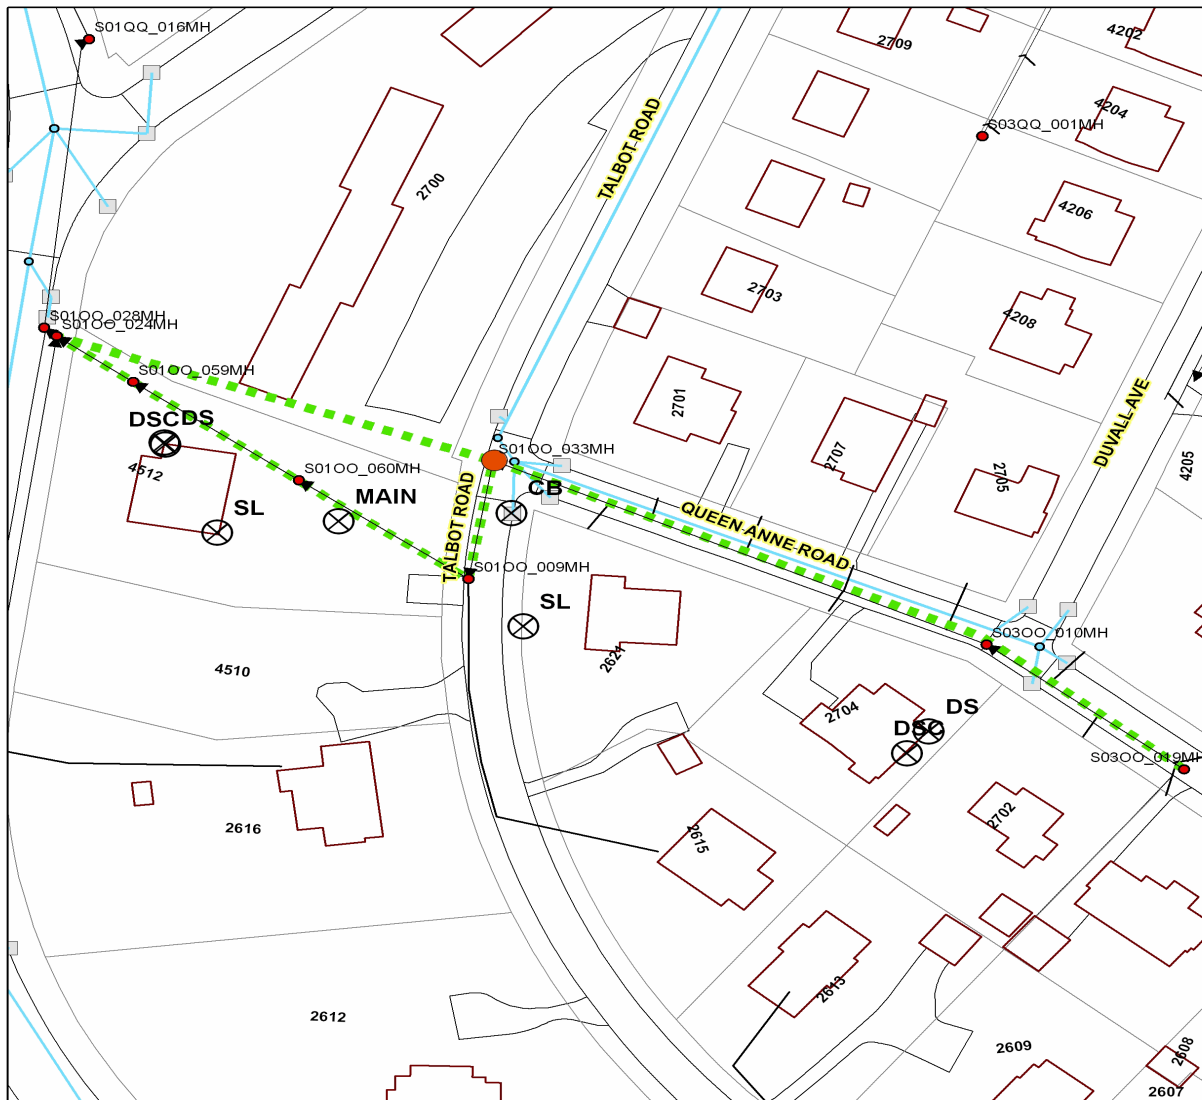 S01QQ_016MH
2709
4202
TALBOT ROAD
4204
S03QQ_001MH
2700
4206
2703
4208
S01OO_028MH
S01OO_024MH
S01OO_059MH
2701
DUVALL AVE
DSC
DS
4512
S01OO_033MH
2707
2705
4205
S01OO_060MH
MAIN
CB
SL
TALBOT ROAD
QUEEN ANNE ROAD
S01OO_009MH
SL
S03OO_010MH
2621
4510
2704
DS
DSC
S03OO_019MH
2616
2615
2702
2613
2612
2609
2608
2607